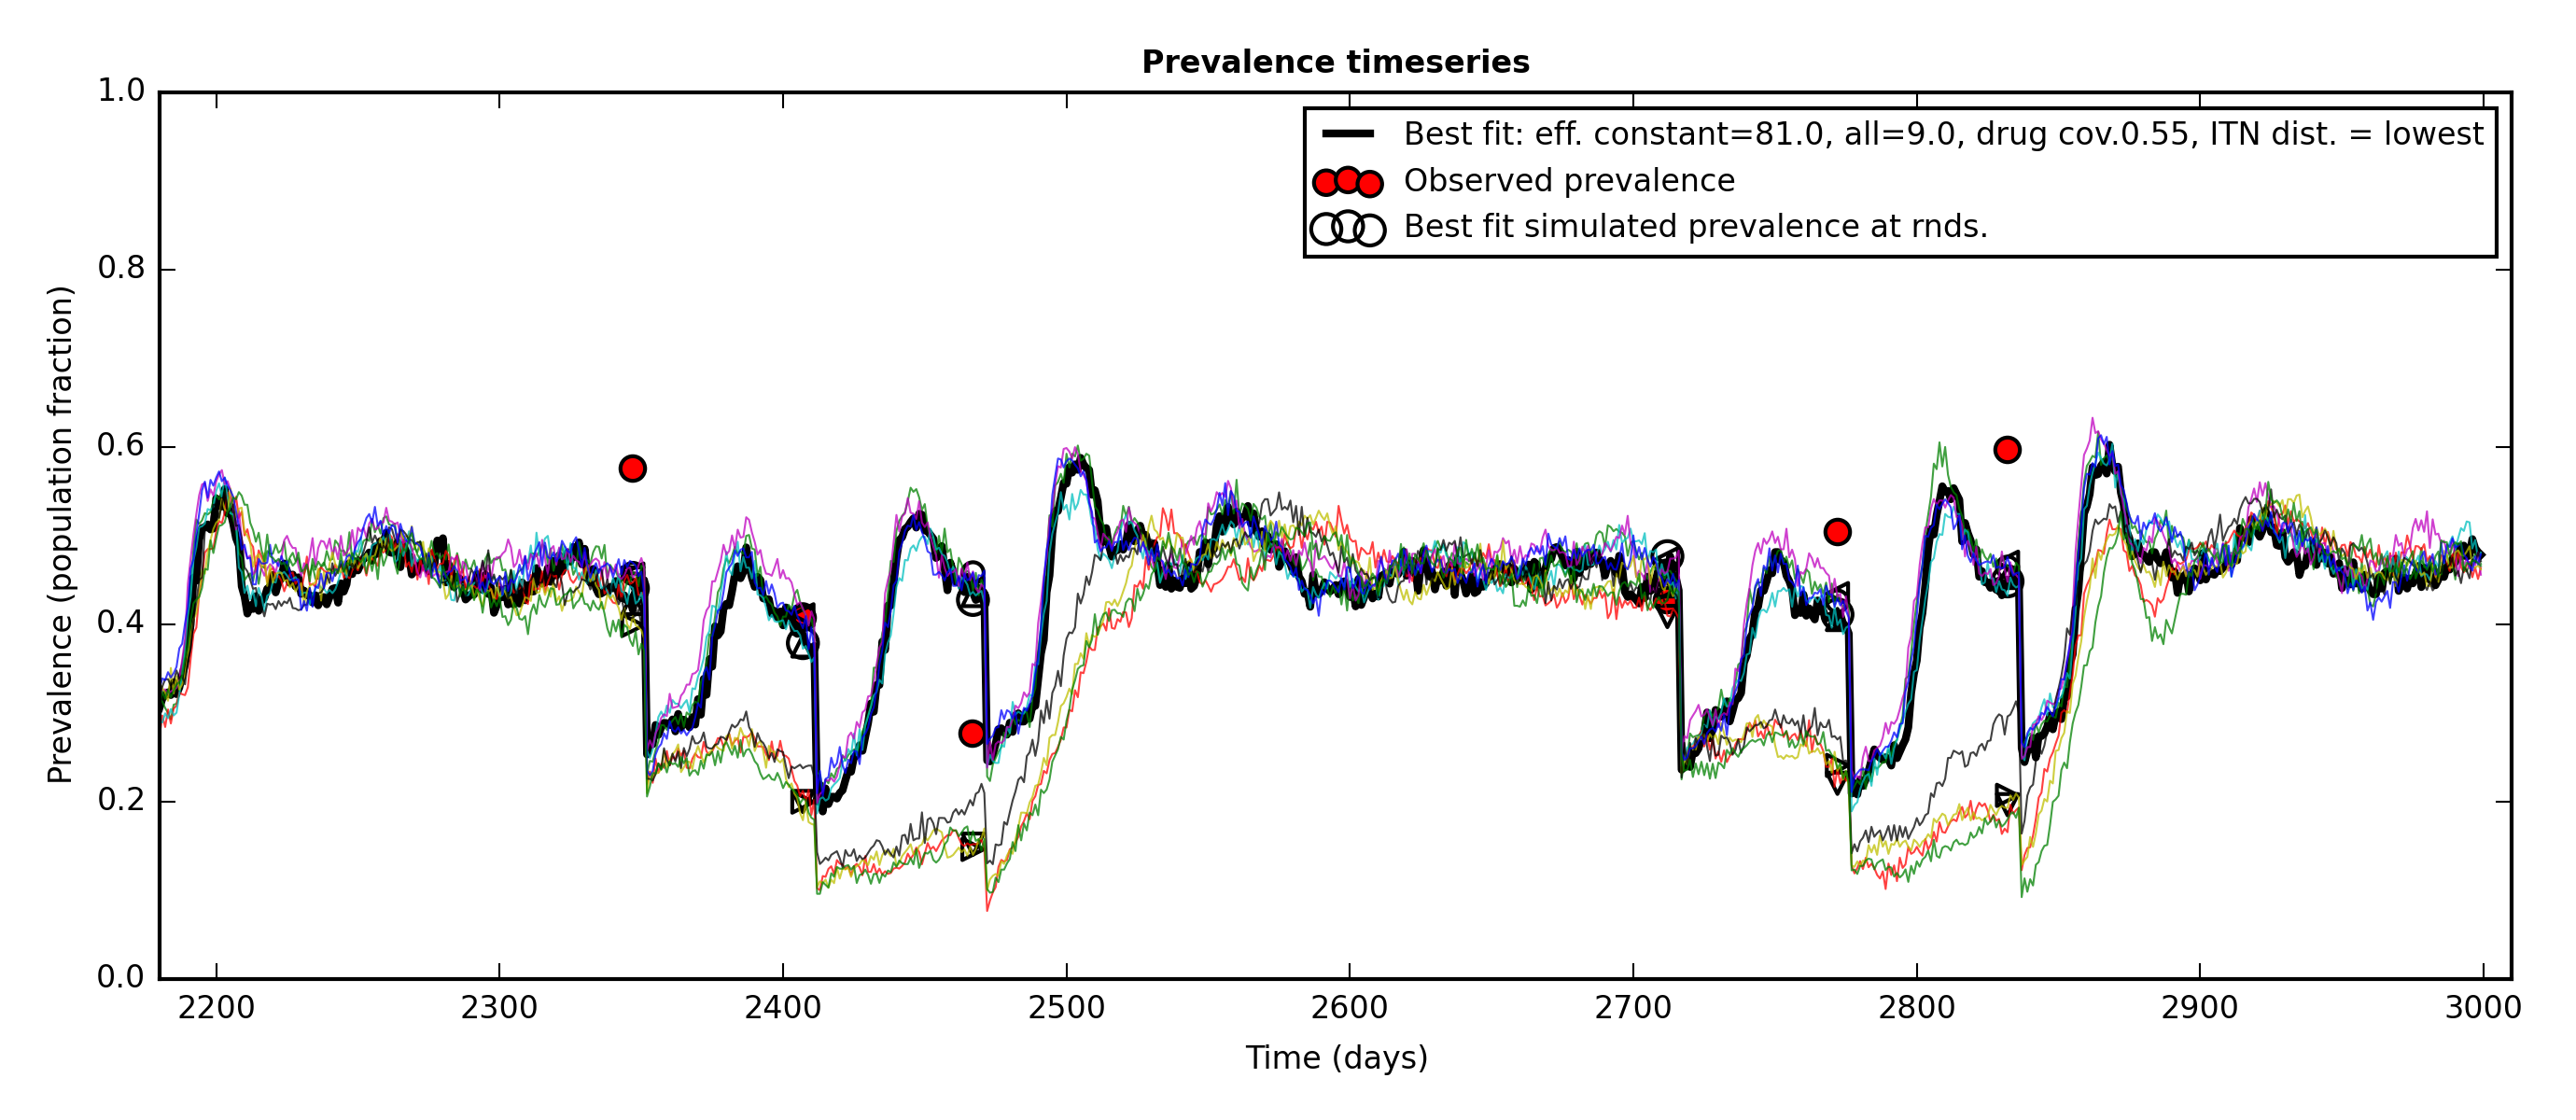 Prevalence timeseries
1.0
0.8
0.6
0.4
0.2
0.0
Prevalence (population fraction)
Best fit: eff. constant=81.0, all=9.0, drug cov.0.55, ITN dist. = lowest
Observed prevalence
Best fit simulated prevalence at rnds.
2200 2300 2400 2500 2600 2700 2800 2900 3000
Time (days)